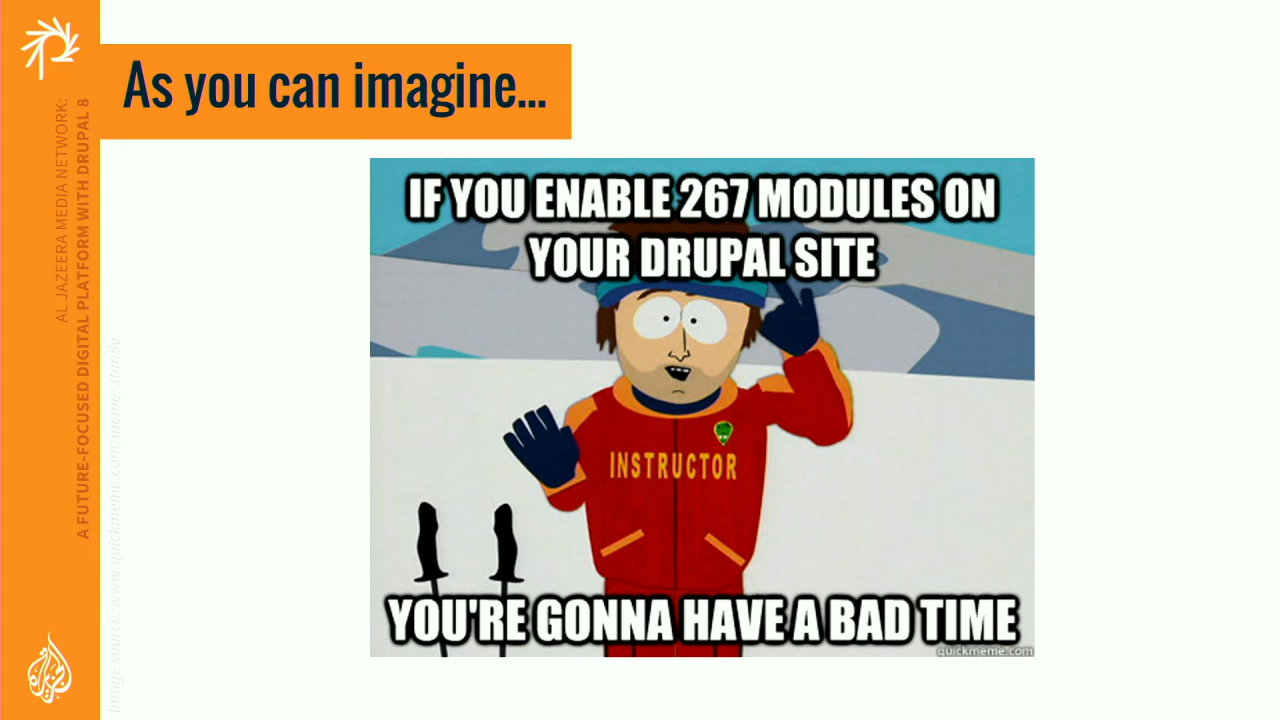 As you can imagine...
IF YOU ENABLE 267 MODULES ON
YOUR DRUPAL SITE
INSTRUCTOR
YOU'RE GONNA HAVE A BAD TIME
quickmeme.com
AL JAZEERA MEDIA NETWORK:
A FUTURE-FOCUSED DIGITAL PLATFORM WITH DRUPAL 8
الجزيرة